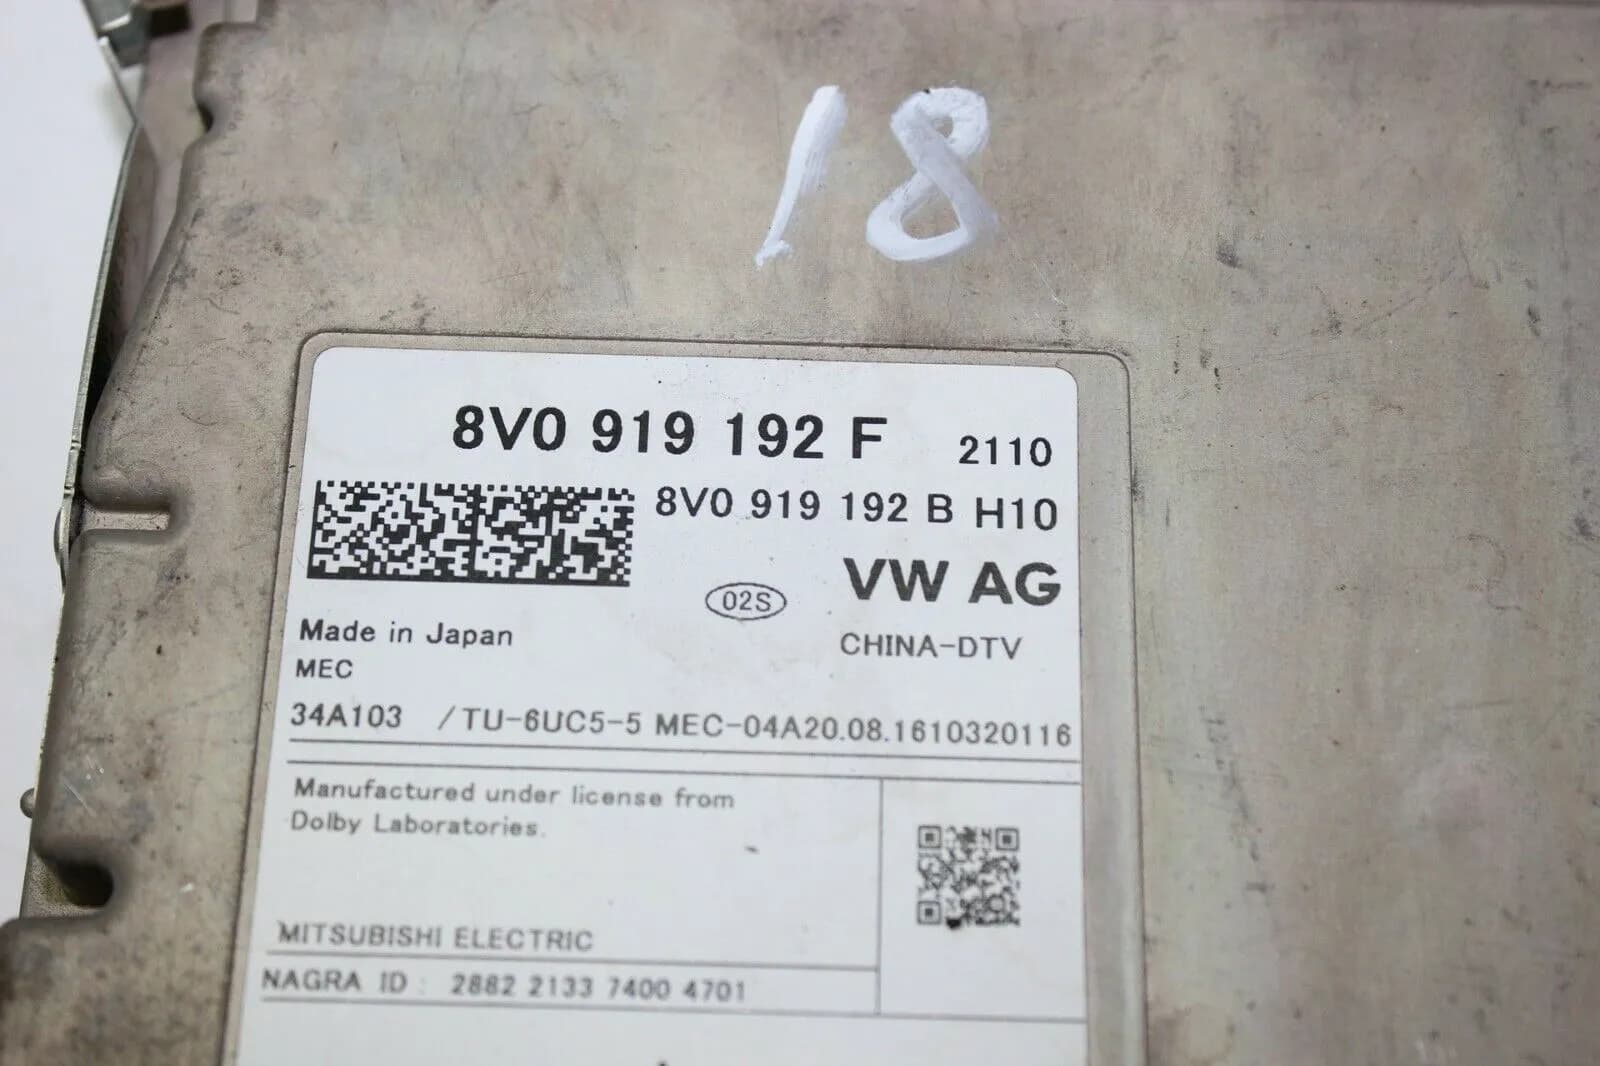 18
8V0 919 192 F 2110
8V0 919 192 B H10
VW AG
02S
CHINA-DTV
Made in Japan
MEC
34A103 /TU-6UC5-5 MEC-04A20.08.1610320116
Manufactured under license from
Dolby Laboratories.
MITSUBISHI ELECTRIC
NAGRA ID : 2882 2133 7400 4701